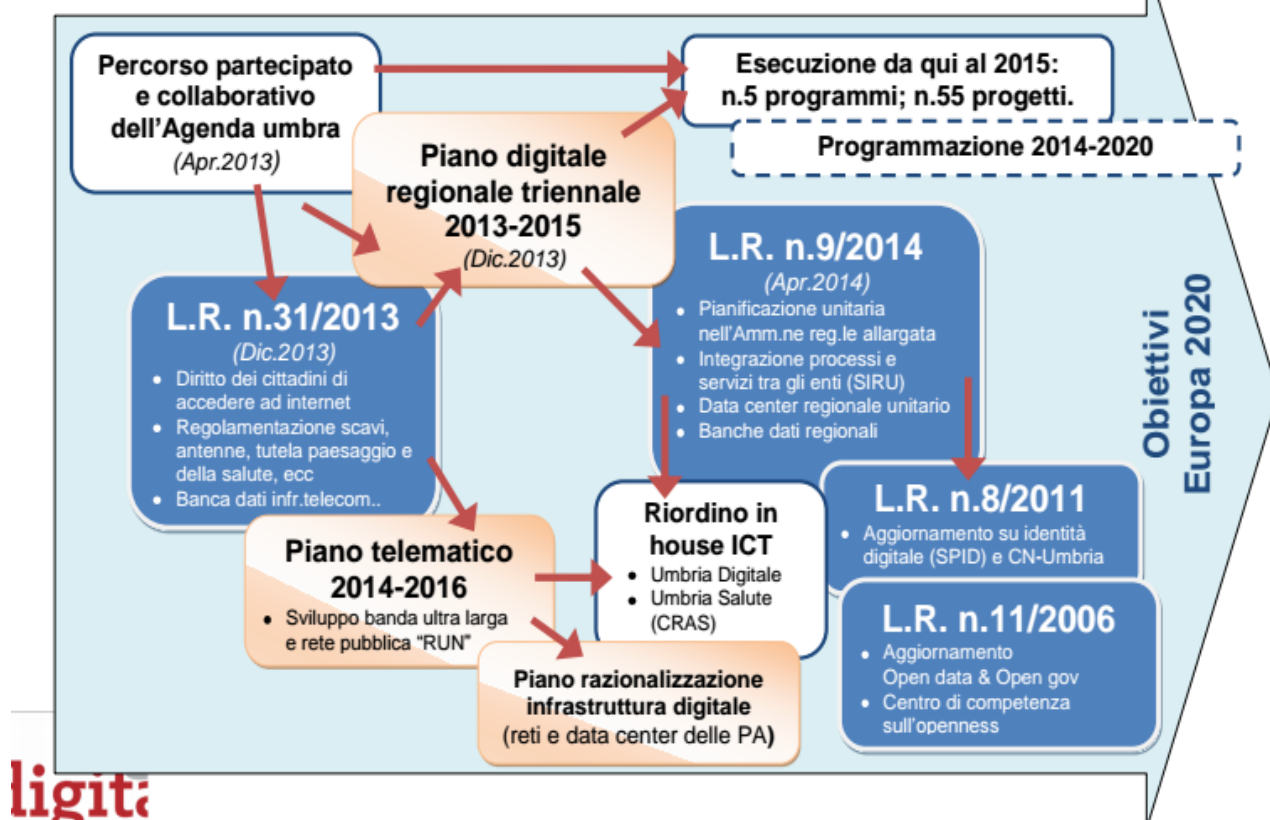 Percorso partecipato
e collaborativo
dell'Agenda umbra
(Apr.2013)
Esecuzione da qui al 2015:
n.5 programmi; n.55 progetti.
Programmazione 2014-2020
Piano digitale
regionale triennale
2013-2015
(Dic.2013)
L.R. n.31/2013
(Dic.2013)
• Diritto dei cittadini di
accedere ad internet
• Regolamentazione scavi,
antenne, tutela paesaggio e
della salute, ecc
• Banca dati infr.telecom..
L.R. n.9/2014
(Apr.2014)
• Pianificazione unitaria
nell'Amm.ne reg.le allargata
• Integrazione processi e
servizi tra gli enti (SIRU)
• Data center regionale unitario
• Banche dati regionali
Obiettivi
Europa 2020
Piano telematico
2014-2016
• Sviluppo banda ultra larga
e rete pubblica "RUN"
Riordino in
house ICT
• Umbria Digitale
• Umbria Salute
(CRAS)
L.R. n.8/2011
• Aggiornamento su identità
digitale (SPID) e CN-Umbria
L.R. n.11/2006
• Aggiornamento
Open data & Open gov
• Centro di competenza
sull'openness
Piano razionalizzazione
infrastruttura digitale
(reti e data center delle PA)